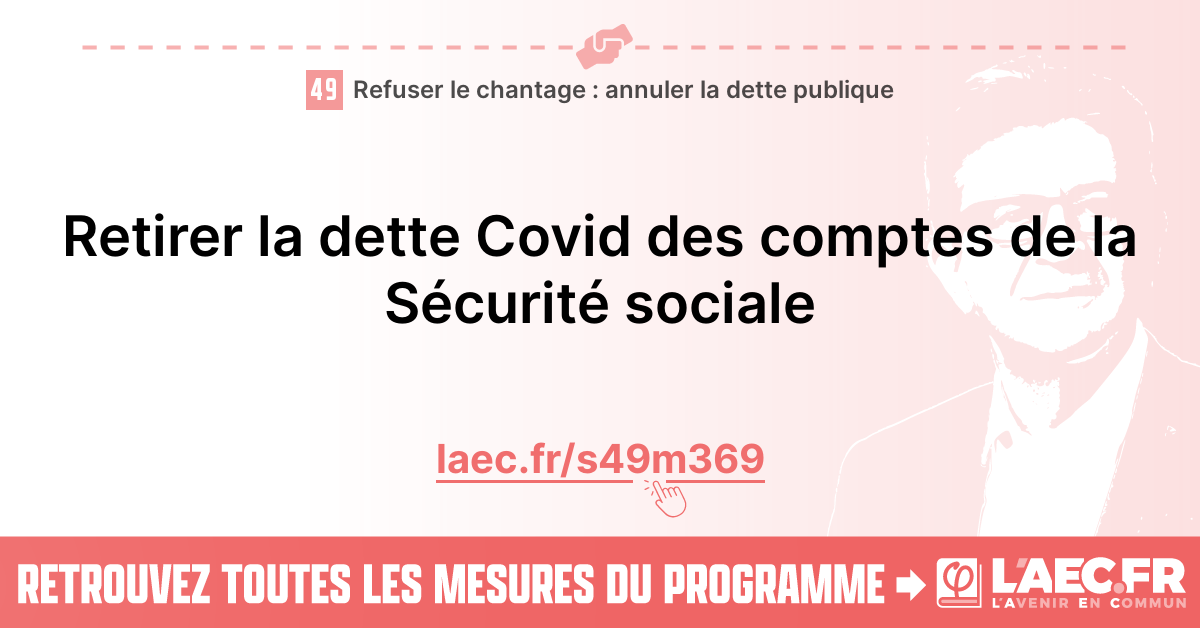 49 Refuser le chantage : annuler la dette publique
Retirer la dette Covid des comptes de la
Sécurité sociale
laec.fr/s49m369
RETROUVEZ TOUTES LES MESURES DU PROGRAMME
φ L'AEC.FR
L'AVENIR EN COMMUN